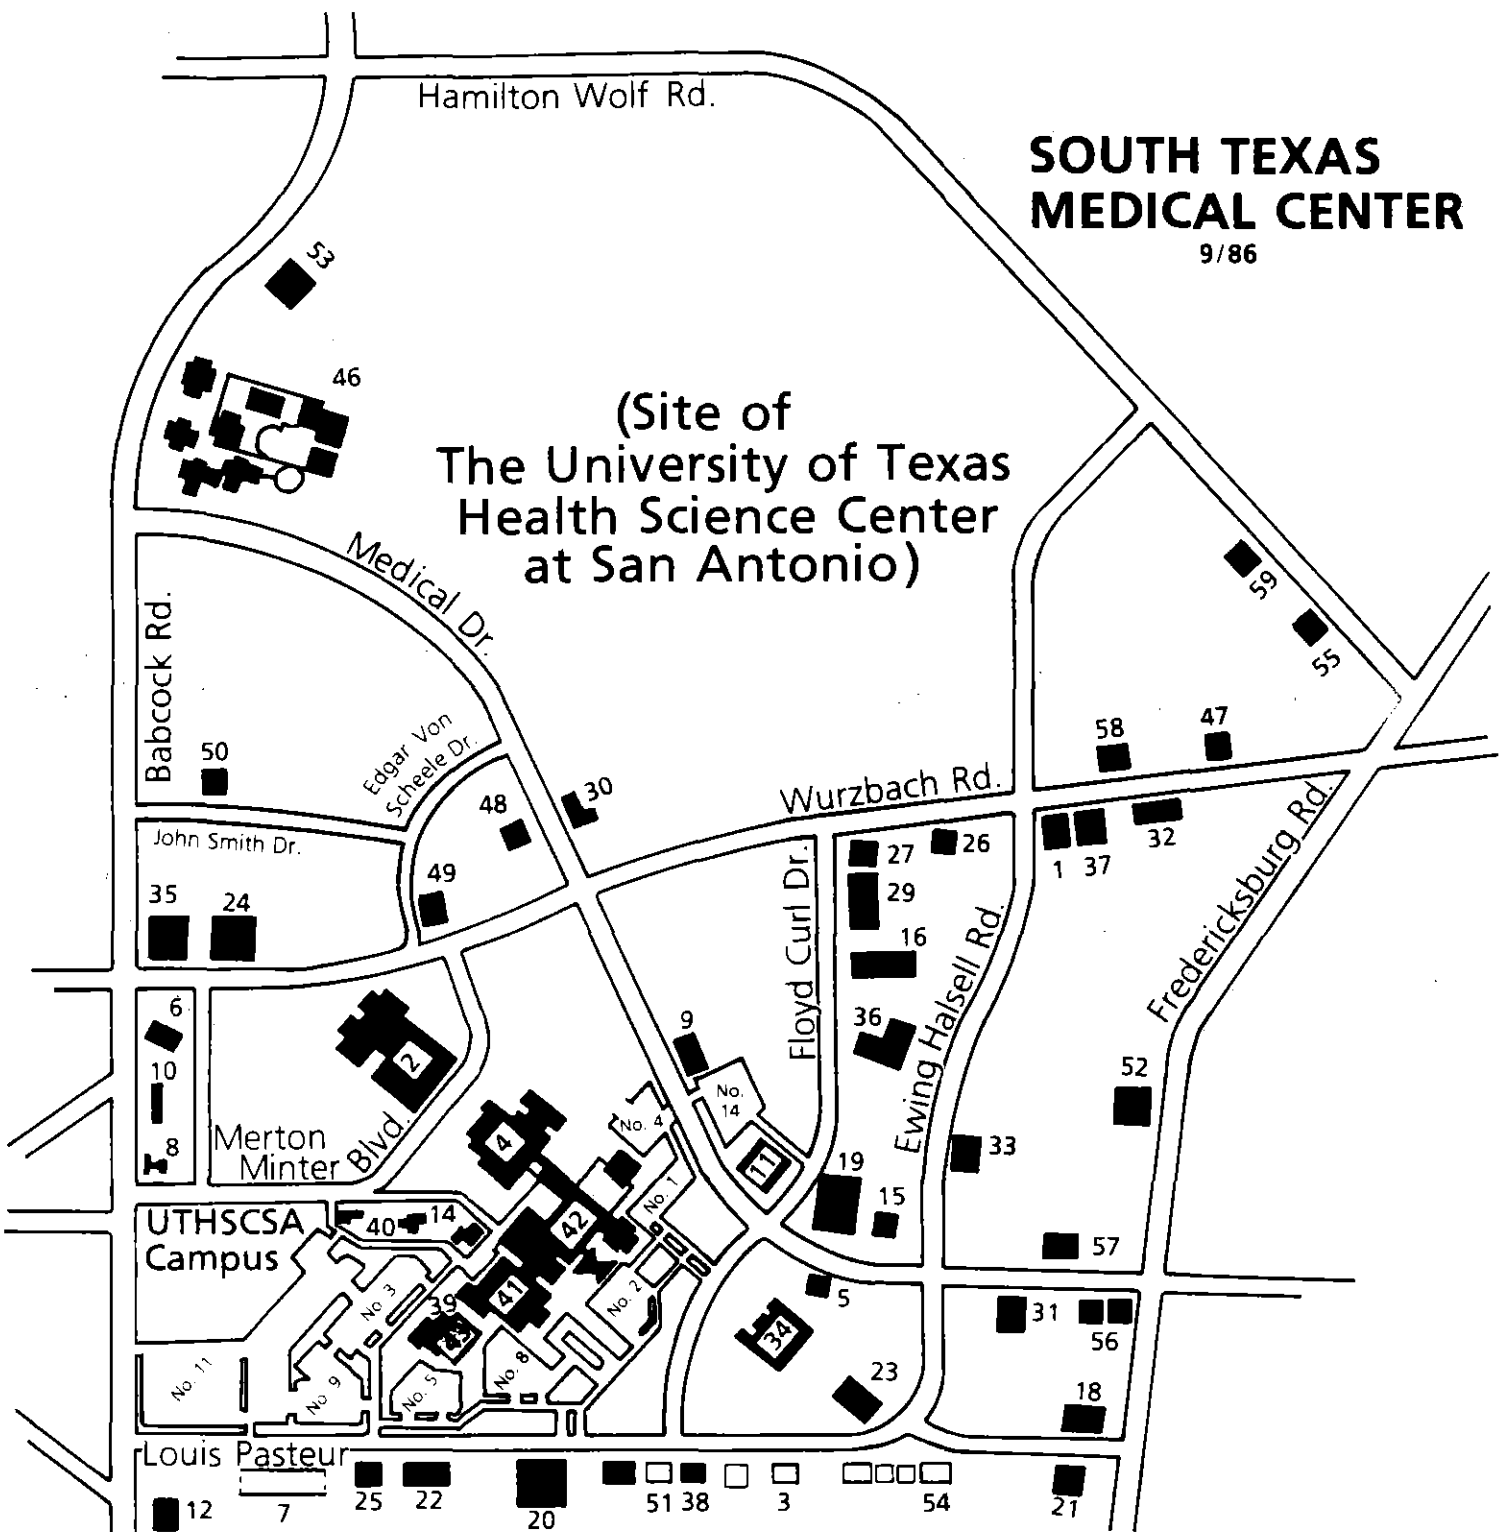 Hamilton Wolf Rd.
SOUTH TEXAS
MEDICAL CENTER
9/86
53
46
(Site of
The University of Texas
Health Science Center
at San Antonio)
Medical Dr.
59
55
Babcock Rd.
50
Edgar Von
Scheele Dr.
58
47
48
30
Wurzbach Rd.
John Smith Dr.
49
27
26
1
37
32
Fredericksburg Rd.
35
24
29
Floyd Curl Dr.
16
Ewing Halsell Rd.
6
36
9
2
10
52
No.
14
No. 4
4
8
Merton
Minter Blvd.
11
33
19
15
No. 1
UTHSCSA
Campus
40
14
42
57
41
No. 2
No. 3
39
43
5
31
56
34
No. 8
No. 11
No. 9
No. 5
23
18
Louis Pasteur
12
7
25
22
20
51
38
3
54
21